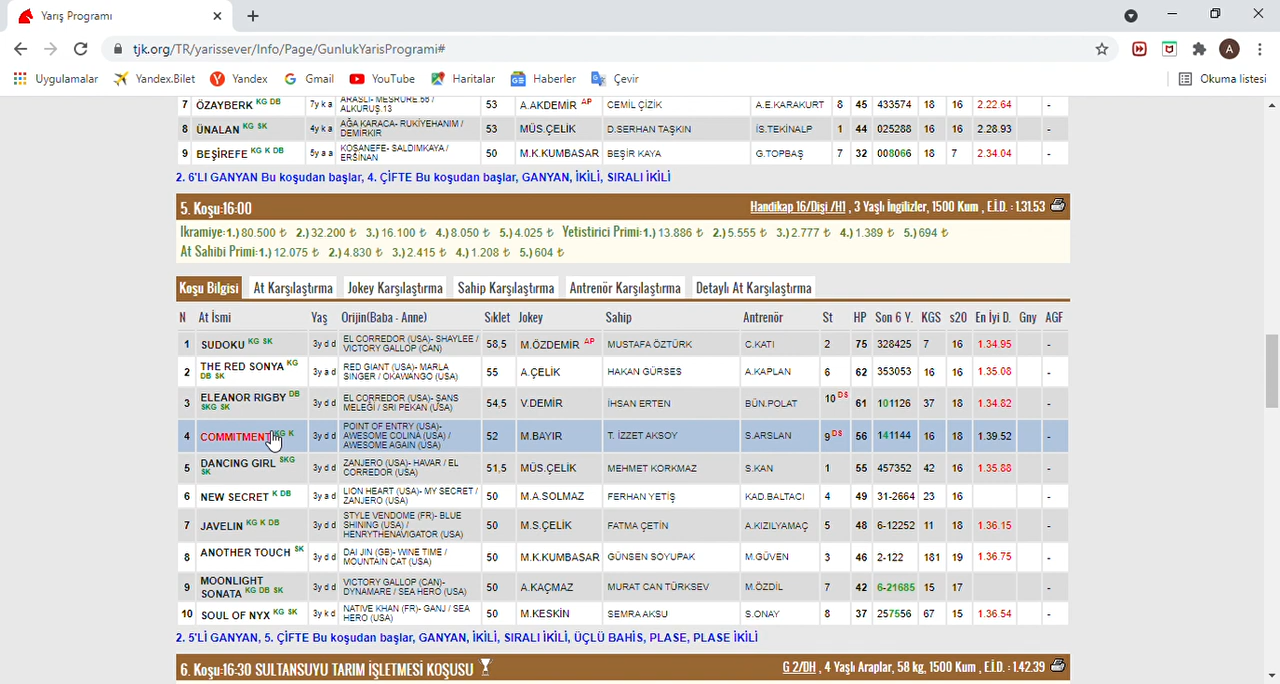 Yarış Programı
tjk.org/TR/yarissever/Info/Page/GunlukYarisProgrami#
A
Uygulamalar Yandex.Bilet Yandex Gmail YouTube Haritalar Haberler Çevir Okuma listesi
7 ÖZAYBERK KG DB 7y k a ARASLI- MESRURE.56 / ALKURUŞ.13 53 A.AKDEMİR AP CEMİL ÇİZİK A.E.KARAKURT 8 45 433574 18 16 2.22.64 -
8 ÜNALAN KG SK 4y k a AĞA KARACA- RUKİYEHANIM / DEMİRKIR 53 MÜS.ÇELİK D.SERHAN TAŞKIN İS.TEKİNALP 1 44 025288 16 16 2.28.93 -
9 BEŞİREFE KG K DB 5y a a KOŞANEFE- SALDIMKAYA / ERŞİNAN 50 M.K.KUMBASAR BEŞİR KAYA G.TOPBAŞ 7 32 008066 18 7 2.34.04 -
2. 6'LI GANYAN Bu koşudan başlar, 4. ÇİFTE Bu koşudan başlar, GANYAN, İKİLİ, SIRALI İKİLİ
5. Koşu:16:00 Handikap 16/Dişi /H1 , 3 Yaşlı İngilizler, 1500 Kum , E.İ.D. : 1.31.53
Ikramiye:1.) 80.500 ₺ 2.) 32.200 ₺ 3.) 16.100 ₺ 4.) 8.050 ₺ 5.) 4.025 ₺ Yetistirici Primi:1.) 13.886 ₺ 2.) 5.555 ₺ 3.) 2.777 ₺ 4.) 1.389 ₺ 5.) 694 ₺
At Sahibi Primi:1.) 12.075 ₺ 2.) 4.830 ₺ 3.) 2.415 ₺ 4.) 1.208 ₺ 5.) 604 ₺
Koşu Bilgisi At Karşılaştırma Jokey Karşılaştırma Sahip Karşılaştırma Antrenör Karşılaştırma Detaylı At Karşılaştırma
N At İsmi Yaş Orijin(Baba - Anne) Sıklet Jokey Sahip Antrenör St HP Son 6 Y. KGS s20 En İyi D. Gny AGF
1 SUDOKU KG SK 3y d d EL CORREDOR (USA)- SHAYLEE / VICTORY GALLOP (CAN) 58,5 M.ÖZDEMİR AP MUSTAFA ÖZTÜRK C.KATI 2 75 328425 7 16 1.34.95 -
2 THE RED SONYA KG DB SK 3y a d RED GIANT (USA)- MARLA SINGER / OKAWANGO (USA) 55 A.ÇELİK HAKAN GÜRSES A.KAPLAN 6 62 353053 16 16 1.35.08 -
3 ELEANOR RIGBY DB SKG SK 3y d d EL CORREDOR (USA)- ŞANS MELEĞİ / SRI PEKAN (USA) 54,5 V.DEMİR İHSAN ERTEN BÜN.POLAT 10 DS 61 101126 37 18 1.34.82 -
4 COMMITMENT KG K 3y d d POINT OF ENTRY (USA)- AWESOME COLINA (USA) / AWESOME AGAIN (USA) 52 M.BAYIR T. İZZET AKSOY S.ARSLAN 9 DS 56 141144 16 18 1.39.52 -
5 DANCING GIRL SKG SK 3y d d ZANJERO (USA)- HAVAR / EL CORREDOR (USA) 51,5 MÜS.ÇELİK MEHMET KORKMAZ S.KAN 1 55 457352 42 16 1.35.88 -
6 NEW SECRET K DB 3y a d LION HEART (USA)- MY SECRET / ZANJERO (USA) 50 M.A.SOLMAZ FERHAN YETİŞ KAD.BALTACI 4 49 31-2664 23 16 -
7 JAVELIN KG K DB 3y a d STYLE VENDOME (FR)- BLUE SHINING (USA) / HENRYTHENAVIGATOR (USA) 50 M.S.ÇELİK FATMA ÇETİN A.KIZILYAMAÇ 5 48 6-12252 11 18 1.36.15 -
8 ANOTHER TOUCH SK 3y d d DAI JIN (GB)- WINE TIME / MOUNTAIN CAT (USA) 50 M.K.KUMBASAR GÜNSEN SOYUPAK M.GÜVEN 3 46 2-122 181 19 1.36.75 -
9 MOONLIGHT SONATA KG DB SK 3y d d VICTORY GALLOP (CAN)- DYNAMARE / SEA HERO (USA) 50 A.KAÇMAZ MURAT CAN TÜRKSEV M.ÖZDİL 7 42 6-21685 15 17 -
10 SOUL OF NYX KG SK 3y k d NATIVE KHAN (FR)- GANJ / SEA HERO (USA) 50 M.KESKİN SEMRA AKSU S.ONAY 8 37 257556 67 15 1.36.54 -
2. 5'Lİ GANYAN, 5. ÇİFTE Bu koşudan başlar, GANYAN, İKİLİ, SIRALI İKİLİ, ÜÇLÜ BAHİS, PLASE, PLASE İKİLİ
6. Koşu:16:30 SULTANSUYU TARIM İŞLETMESİ KOŞUSU G 2/DH , 4 Yaşlı Araplar, 58 kg, 1500 Kum , E.İ.D. : 1.42.39